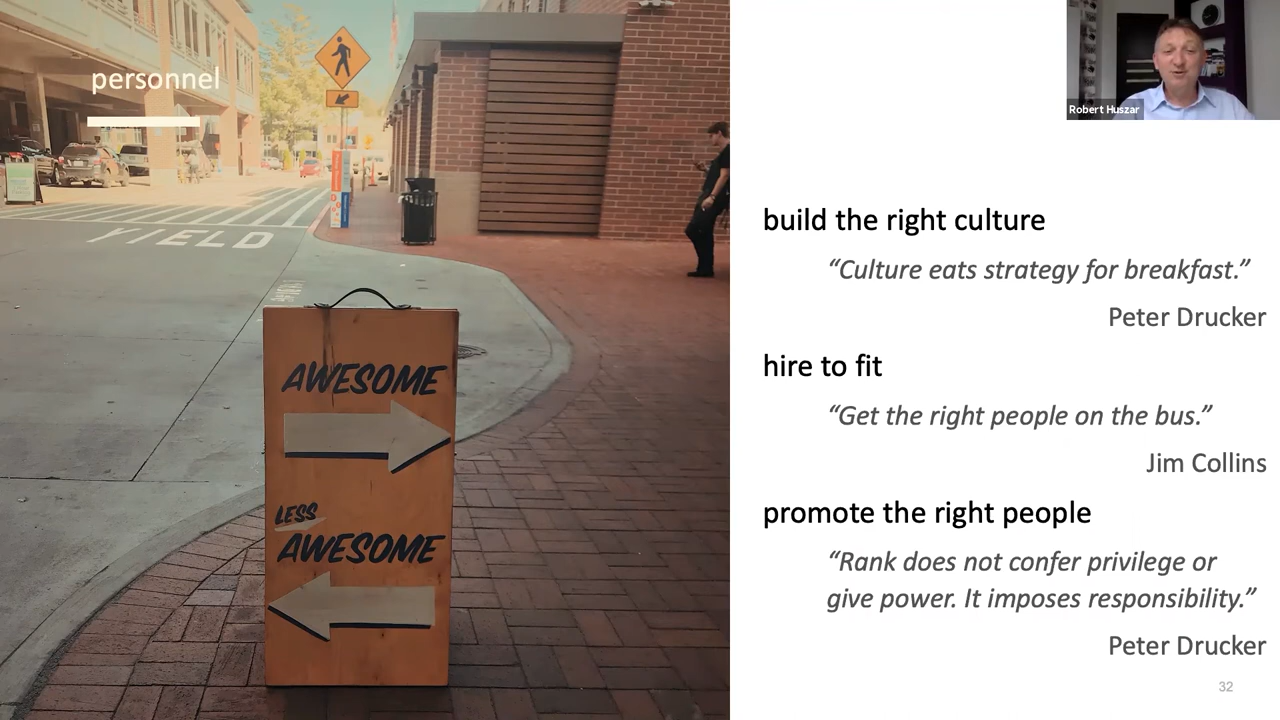 personnel
YIELD
AWESOME
LESS
AWESOME
Robert Huszar
build the right culture
“Culture eats strategy for breakfast.”
Peter Drucker
hire to fit
“Get the right people on the bus.”
Jim Collins
promote the right people
“Rank does not confer privilege or
give power. It imposes responsibility.”
Peter Drucker
32